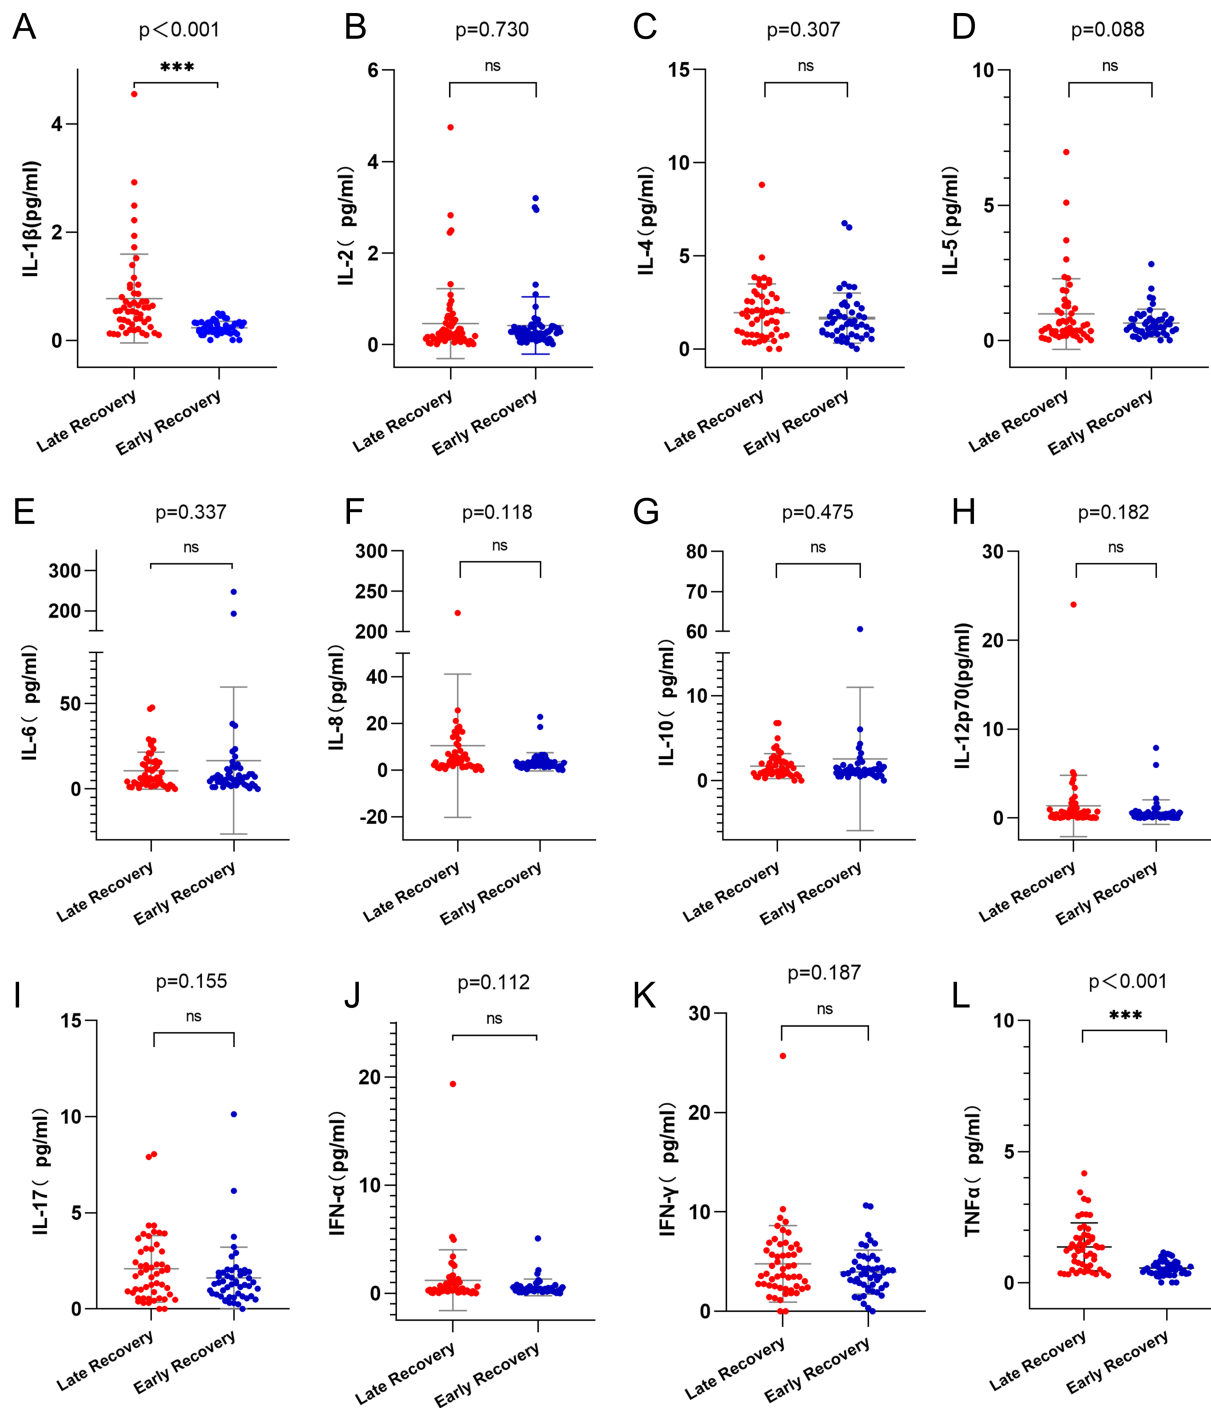 A
p＜0.001
***
IL-1β(pg/ml)
4
2
0
Late Recovery
Early Recovery
B
p=0.730
ns
IL-2（ pg/ml）
6
4
2
0
Late Recovery
Early Recovery
C
p=0.307
ns
IL-4（ pg/ml）
15
10
5
0
Late Recovery
Early Recovery
D
p=0.088
ns
IL-5（pg/ml）
10
5
0
Late Recovery
Early Recovery
E
p=0.337
ns
IL-6（ pg/ml）
300
200
50
0
Late Recovery
Early Recovery
F
p=0.118
ns
IL-8（ pg/ml）
300
200
40
20
0
-20
Late Recovery
Early Recovery
G
p=0.475
ns
IL-10（ pg/ml）
80
70
60
10
0
Late Recovery
Early Recovery
H
p=0.182
ns
IL-12p70(pg/ml)
30
20
10
0
Late Recovery
Early Recovery
I
p=0.155
ns
IL-17（ pg/ml）
15
10
5
0
Late Recovery
Early Recovery
J
p=0.112
ns
IFN-α（pg/ml）
20
10
0
Late Recovery
Early Recovery
K
p=0.187
ns
IFN-γ（ pg/ml）
30
20
10
0
Late Recovery
Early Recovery
L
p＜0.001
***
TNFα（ pg/ml）
10
5
0
Late Recovery
Early Recovery